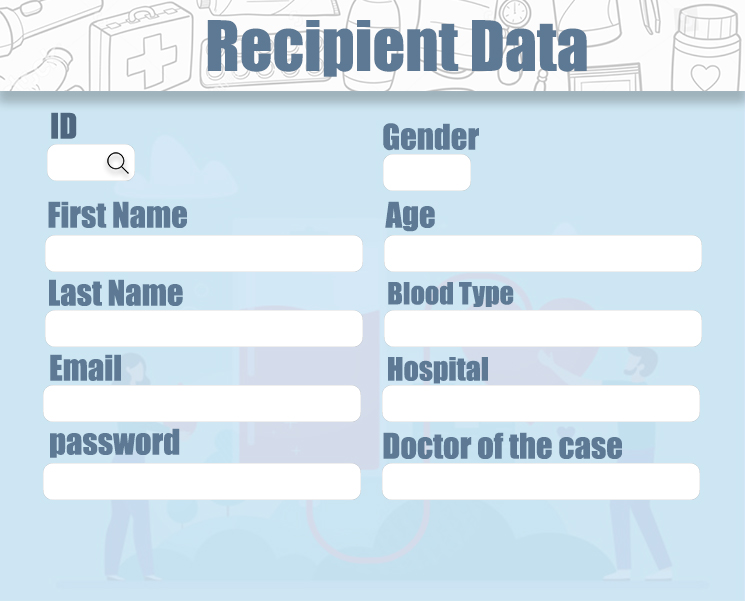 Recipient Data
ID
Gender
First Name
Age
Last Name
Blood Type
Email
Hospital
password
Doctor of the case